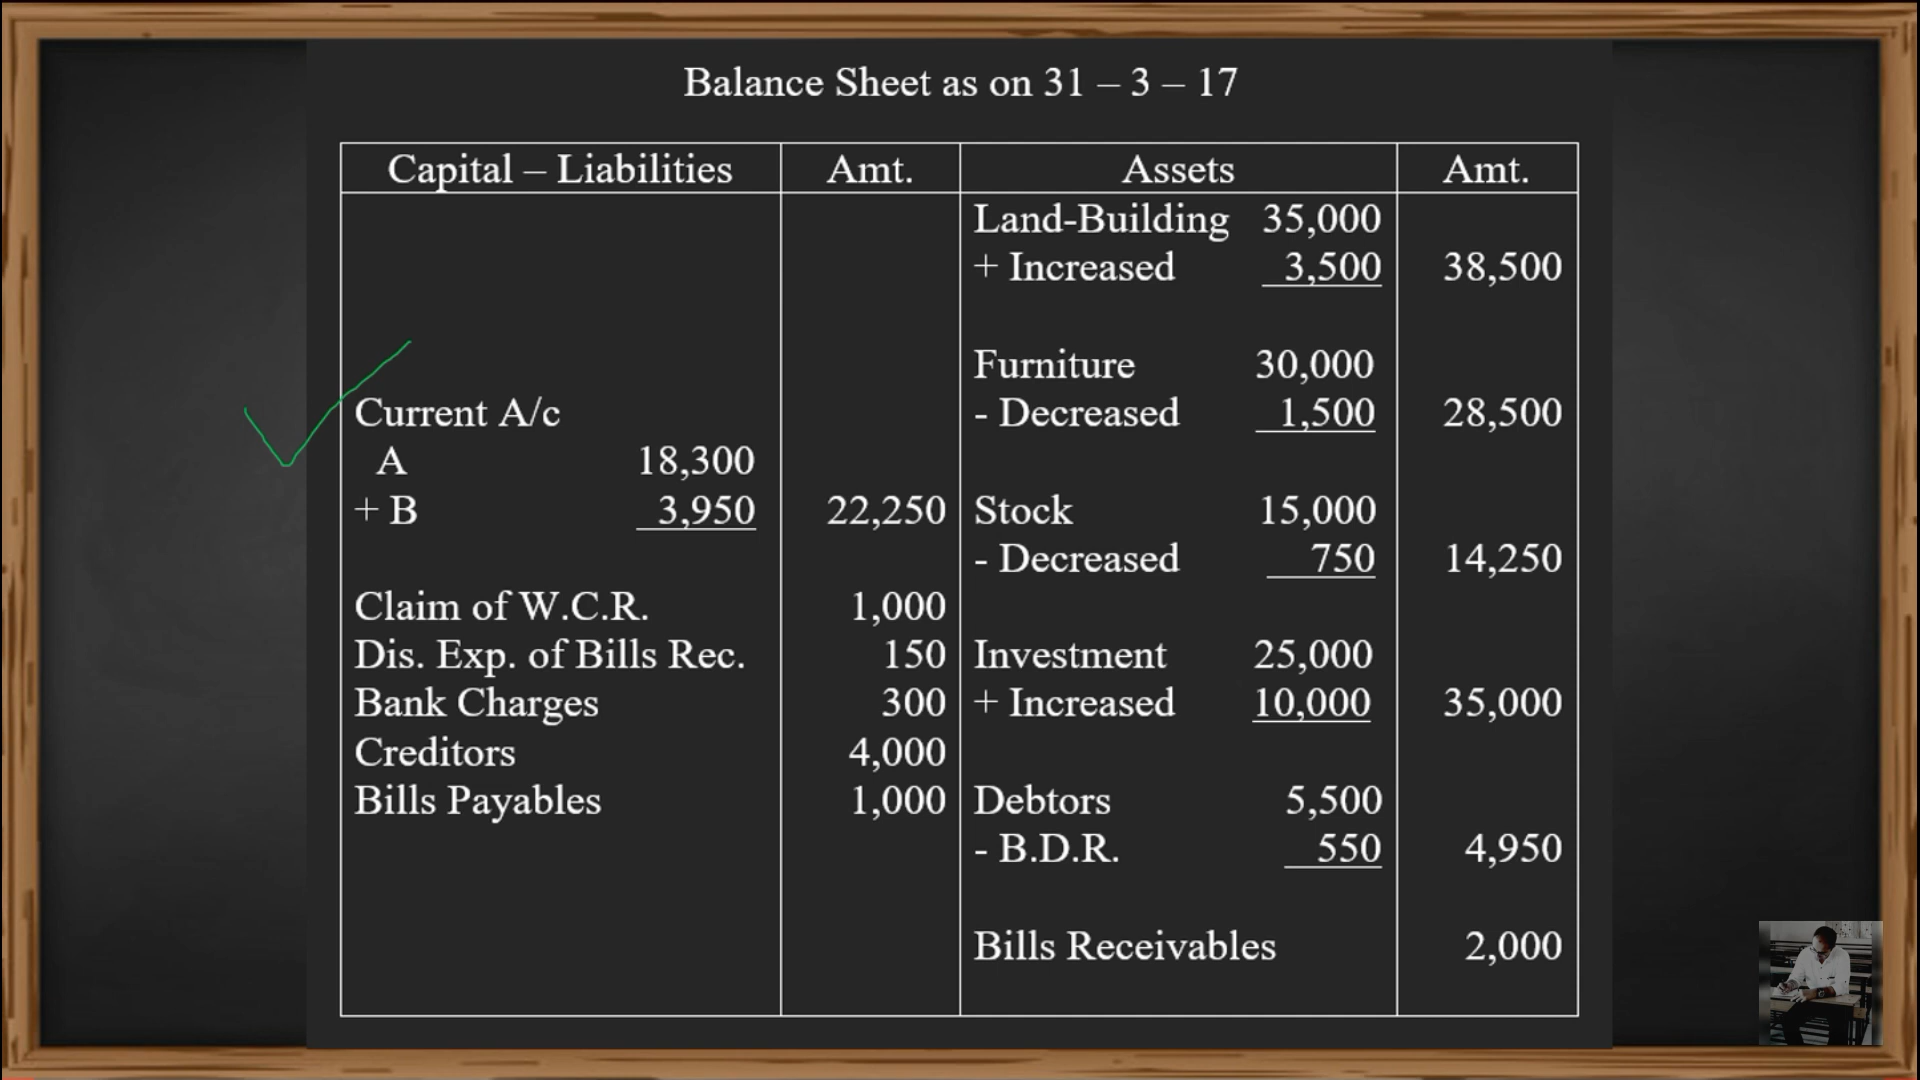 Balance Sheet as on 31 – 3 – 17
Capital – Liabilities Amt. Assets Amt.
Land-Building 35,000
+ Increased 3,500 38,500
Furniture 30,000
Current A/c - Decreased 1,500 28,500
A 18,300
+ B 3,950 22,250 Stock 15,000
- Decreased 750 14,250
Claim of W.C.R. 1,000
Dis. Exp. of Bills Rec. 150 Investment 25,000
Bank Charges 300 + Increased 10,000 35,000
Creditors 4,000
Bills Payables 1,000 Debtors 5,500
- B.D.R. 550 4,950
Bills Receivables 2,000